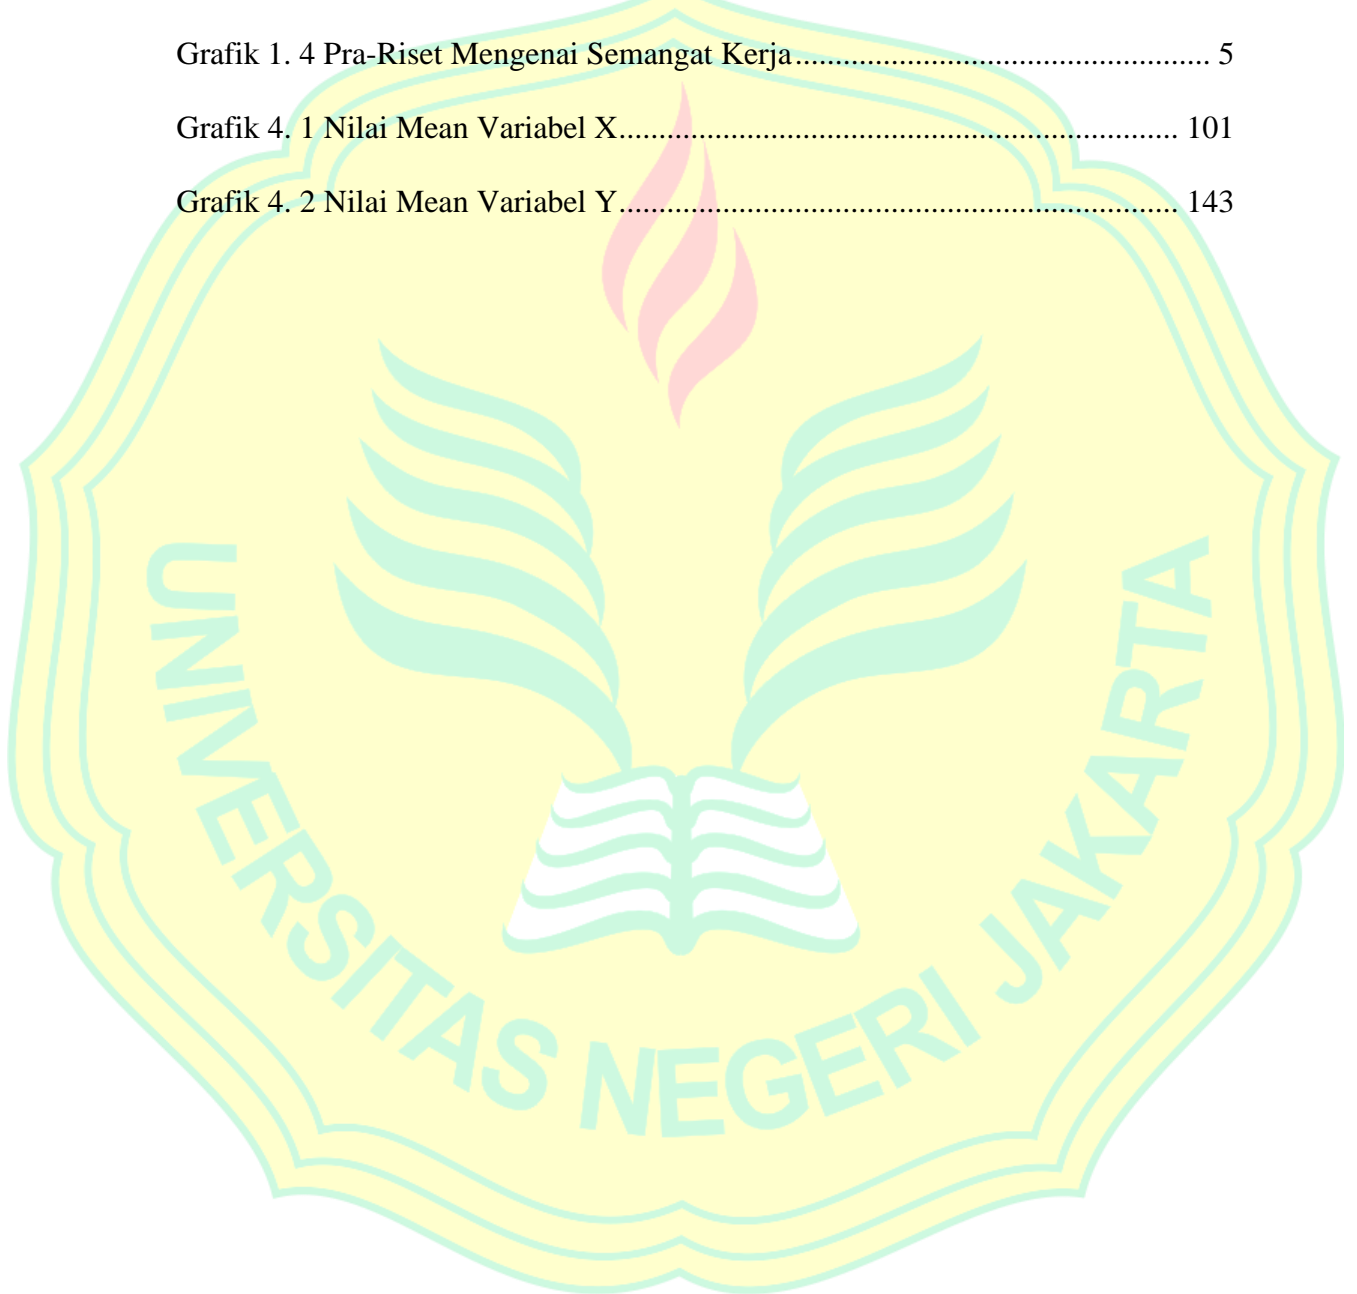 Grafik 1. 4 Pra-Riset Mengenai Semangat Kerja.................................................... 5
Grafik 4. 1 Nilai Mean Variabel X...................................................................... 101
Grafik 4. 2 Nilai Mean Variabel Y...................................................................... 143
UNIVERSITAS NEGERI JAKARTA